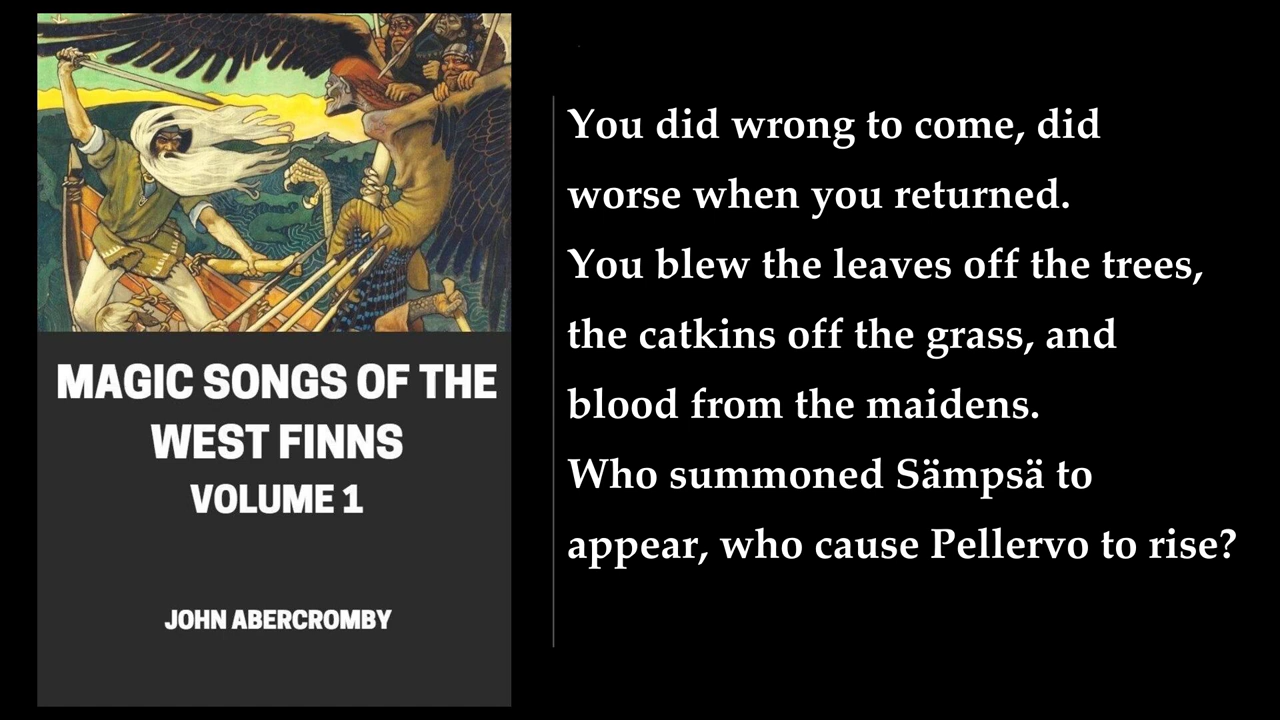 MAGIC SONGS OF THE
WEST FINNS
VOLUME 1
JOHN ABERCROMBY
You did wrong to come, did
worse when you returned.
You blew the leaves off the trees,
the catkins off the grass, and
blood from the maidens.
Who summoned Sämpsä to
appear, who cause Pellervo to rise?